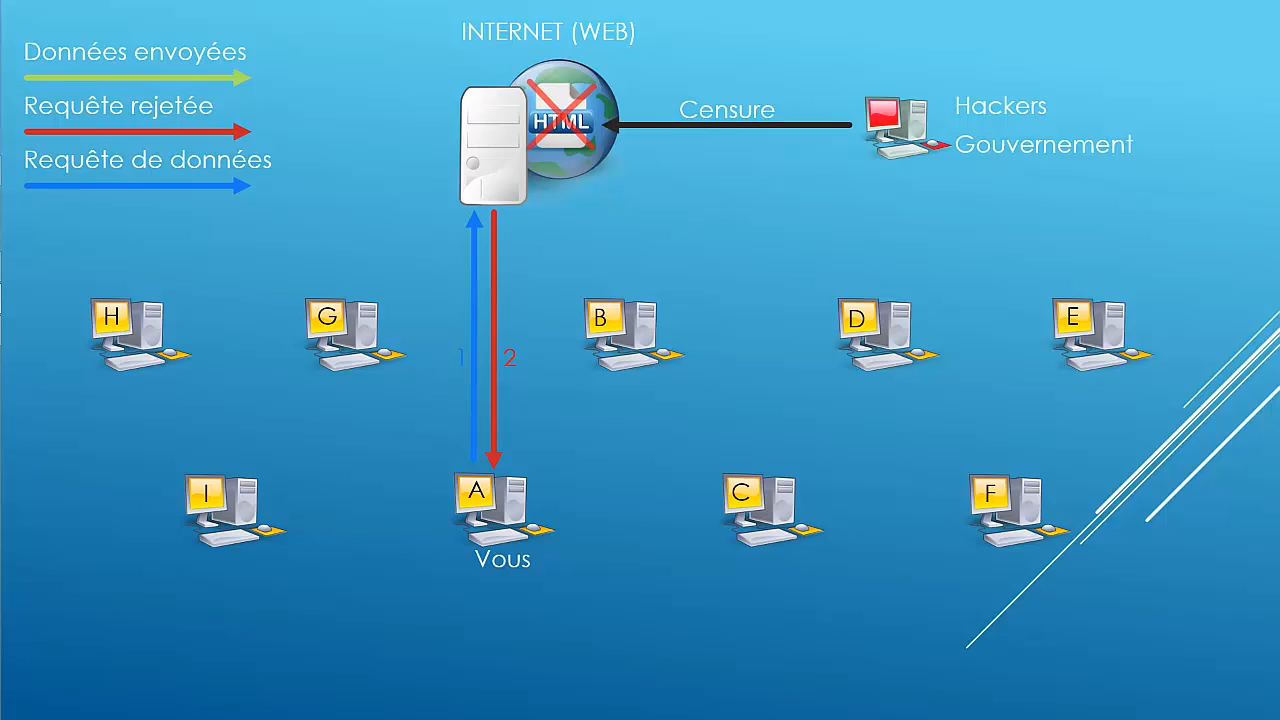 INTERNET (WEB)
Données envoyées
Requête rejetée
Requête de données
HTML
Censure
Hackers
Gouvernement
H
G
B
D
E
1
2
I
A
C
F
Vous